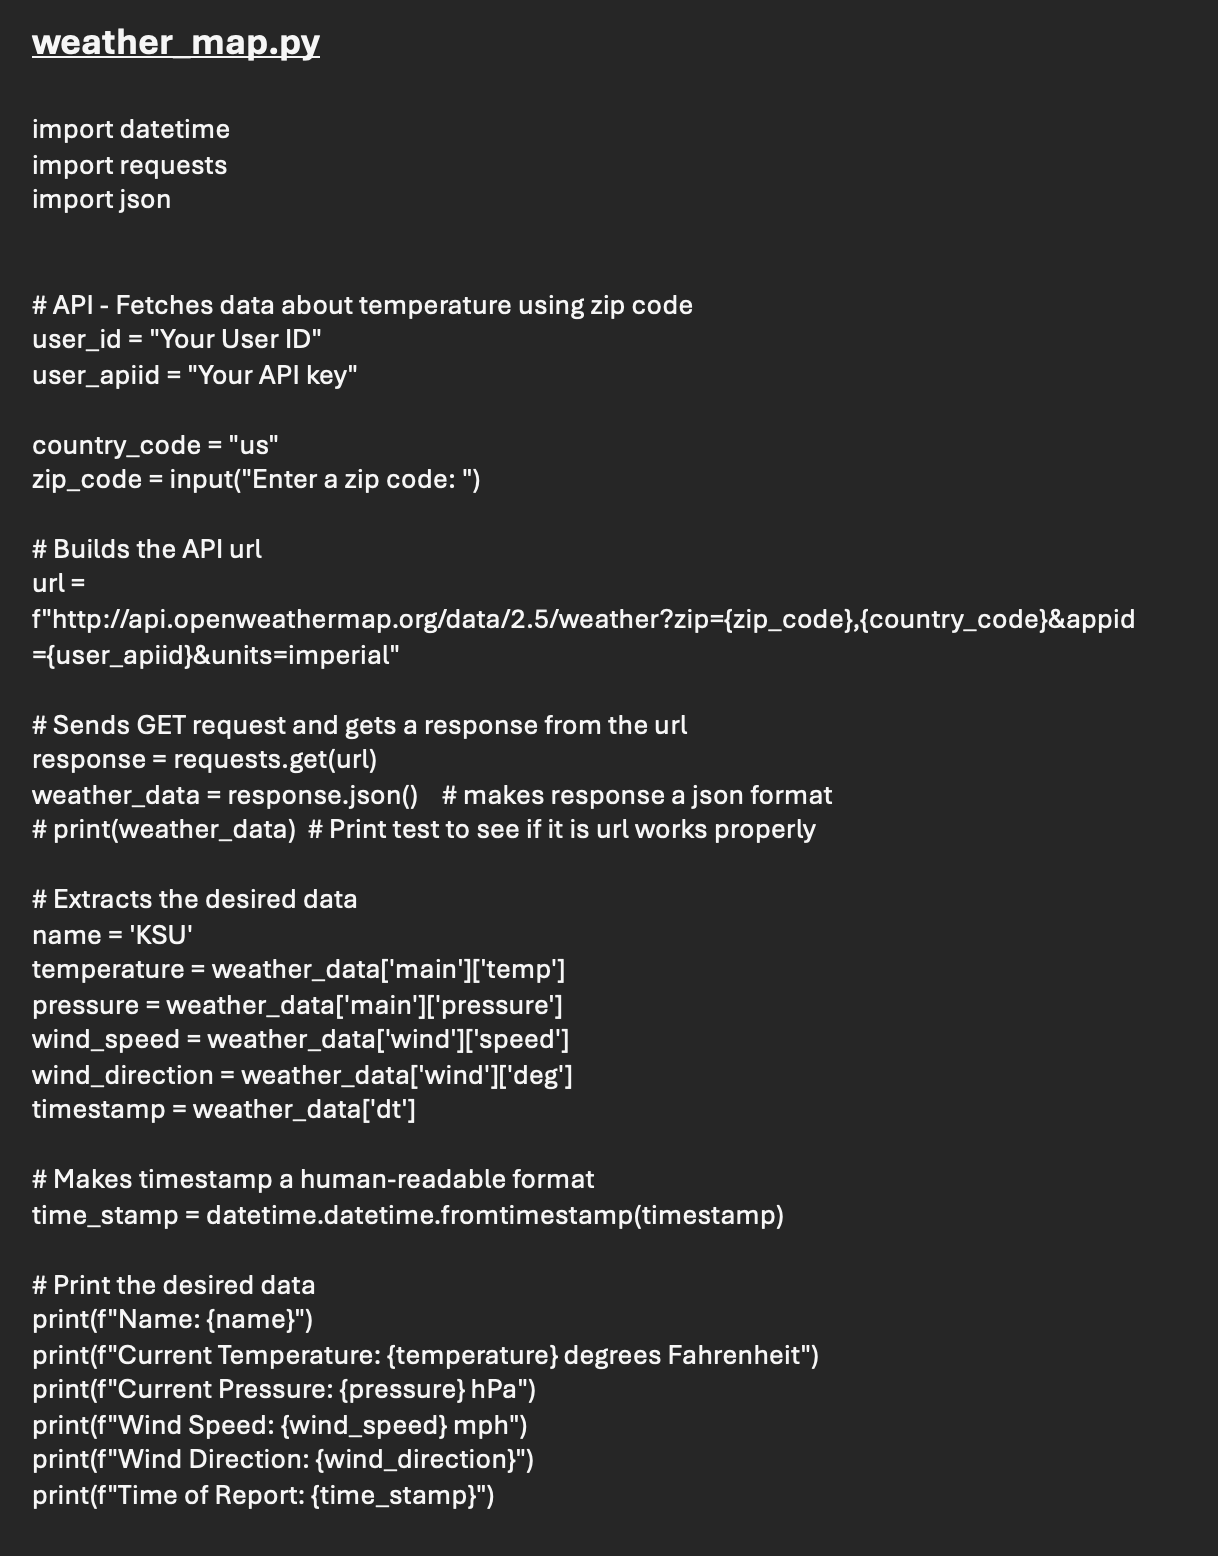 weather_map.py
import datetime
import requests
import json
# API - Fetches data about temperature using zip code
user_id = "Your User ID"
user_apiid = "Your API key"
country_code = "us"
zip_code = input("Enter a zip code: ")
# Builds the API url
url =
f"http://api.openweathermap.org/data/2.5/weather?zip={zip_code},{country_code}&appid
={user_apiid}&units=imperial"
# Sends GET request and gets a response from the url
response = requests.get(url)
weather_data = response.json()    # makes response a json format
# print(weather_data)  # Print test to see if it is url works properly
# Extracts the desired data
name = 'KSU'
temperature = weather_data['main']['temp']
pressure = weather_data['main']['pressure']
wind_speed = weather_data['wind']['speed']
wind_direction = weather_data['wind']['deg']
timestamp = weather_data['dt']
# Makes timestamp a human-readable format
time_stamp = datetime.datetime.fromtimestamp(timestamp)
# Print the desired data
print(f"Name: {name}")
print(f"Current Temperature: {temperature} degrees Fahrenheit")
print(f"Current Pressure: {pressure} hPa")
print(f"Wind Speed: {wind_speed} mph")
print(f"Wind Direction: {wind_direction}")
print(f"Time of Report: {time_stamp}")